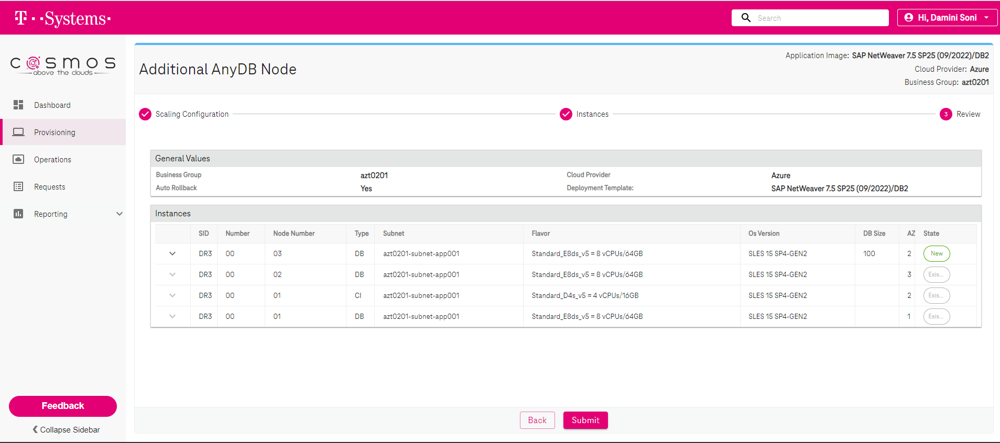 T · · Systems ·
Search
Hi, Damini Soni
cosmos
above the clouds
Dashboard
Provisioning
Operations
Requests
Reporting
Feedback
Collapse Sidebar
Additional AnyDB Node
Application Image: SAP NetWeaver 7.5 SP25 (09/2022)/DB2
Cloud Provider: Azure
Business Group: azt0201
Scaling Configuration
Instances
3 Review
General Values
Business Group azt0201 Cloud Provider Azure
Auto Rollback Yes Deployment Template: SAP NetWeaver 7.5 SP25 (09/2022)/DB2
Instances
SID Number Node Number Type Subnet Flavor Os Version DB Size AZ State
DR3 00 03 DB azt0201-subnet-app001 Standard_E8ds_v5 = 8 vCPUs/64GB SLES 15 SP4-GEN2 100 2 New
DR3 00 02 DB azt0201-subnet-app001 Standard_E8ds_v5 = 8 vCPUs/64GB SLES 15 SP4-GEN2 3 Exis...
DR3 00 01 CI azt0201-subnet-app001 Standard_D4s_v5 = 4 vCPUs/16GB SLES 15 SP4-GEN2 2 Exis...
DR3 00 01 DB azt0201-subnet-app001 Standard_E8ds_v5 = 8 vCPUs/64GB SLES 15 SP4-GEN2 1 Exis...
Back Submit